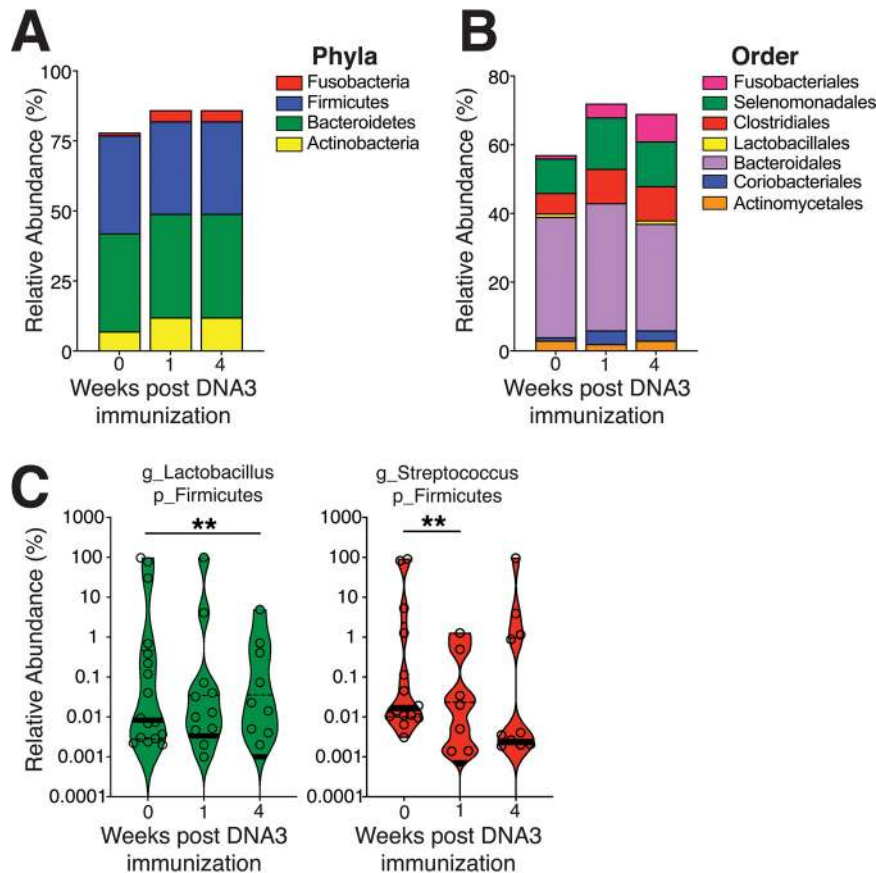 A
Phyla
Fusobacteria
Firmicutes
Bacteroidetes
Actinobacteria
Relative Abundance (%)
100
75
50
25
0
0 1 4
Weeks post DNA3
immunization
B
Order
Fusobacteriales
Selenomonadales
Clostridiales
Lactobacillales
Bacteroidales
Coriobacteriales
Actinomycetales
Relative Abundance (%)
80
60
40
20
0
0 1 4
Weeks post DNA3
immunization
C
g_Lactobacillus
p_Firmicutes
**
Relative Abundance (%)
1000
100
10
1
0.1
0.01
0.001
0.0001
0 1 4
Weeks post DNA3
immunization
g_Streptococcus
p_Firmicutes
**
1000
100
10
1
0.1
0.01
0.001
0.0001
0 1 4
Weeks post DNA3
immunization